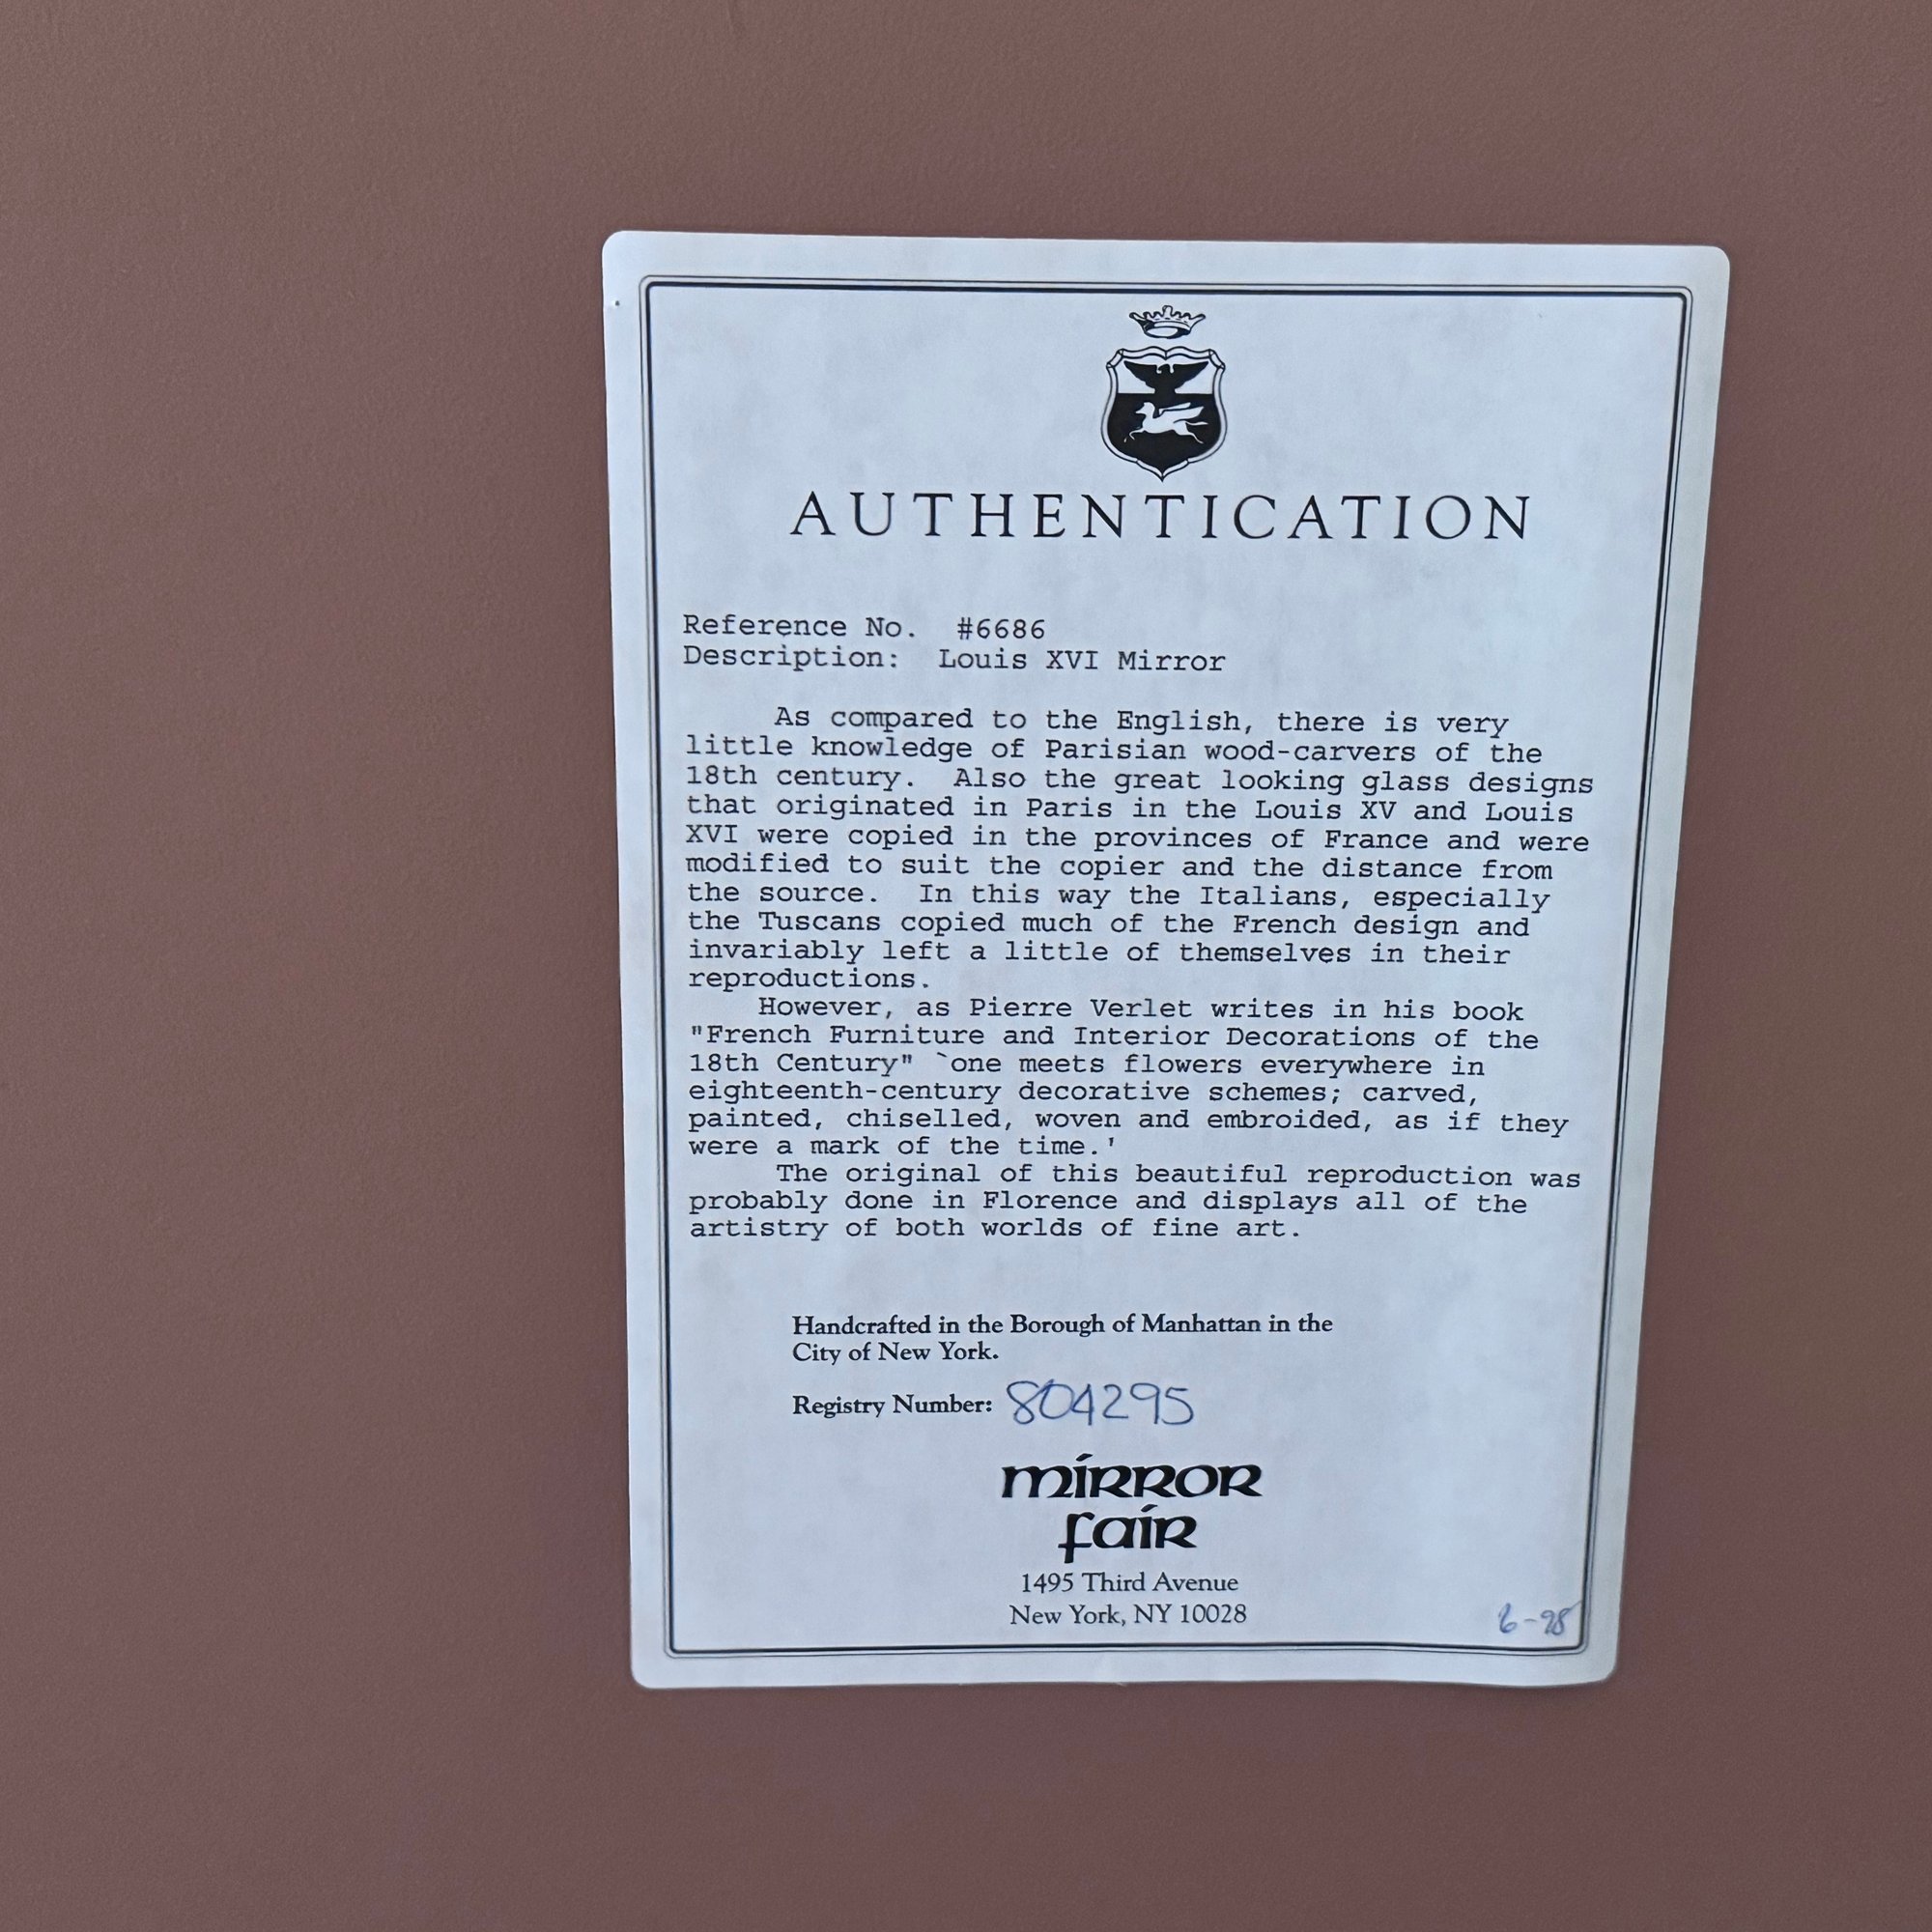 AUTHENTICATION
Reference No. #6686
Description: Louis XVI Mirror
As compared to the English, there is very
little knowledge of Parisian wood-carvers of the
18th century. Also the great looking glass designs
that originated in Paris in the Louis XV and Louis
XVI were copied in the provinces of France and were
modified to suit the copier and the distance from
the source. In this way the Italians, especially
the Tuscans copied much of the French design and
invariably left a little of themselves in their
reproductions.
However, as Pierre Verlet writes in his book
"French Furniture and Interior Decorations of the
18th Century" `one meets flowers everywhere in
eighteenth-century decorative schemes; carved,
painted, chiselled, woven and embroided, as if they
were a mark of the time.'
The original of this beautiful reproduction was
probably done in Florence and displays all of the
artistry of both worlds of fine art.
Handcrafted in the Borough of Manhattan in the
City of New York.
Registry Number: 804295
mirror
fair
1495 Third Avenue
New York, NY 10028
6-98